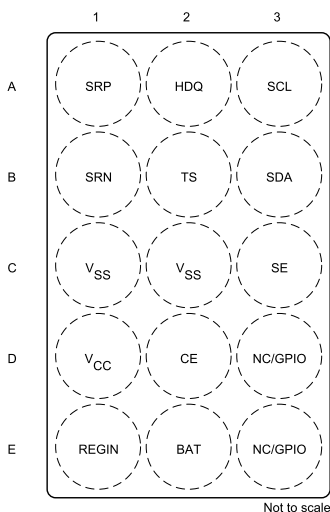 1 2 3
A SRP HDQ SCL
B SRN TS SDA
C VSS VSS SE
D VCC CE NC/GPIO
E REGIN BAT NC/GPIO
Not to scale